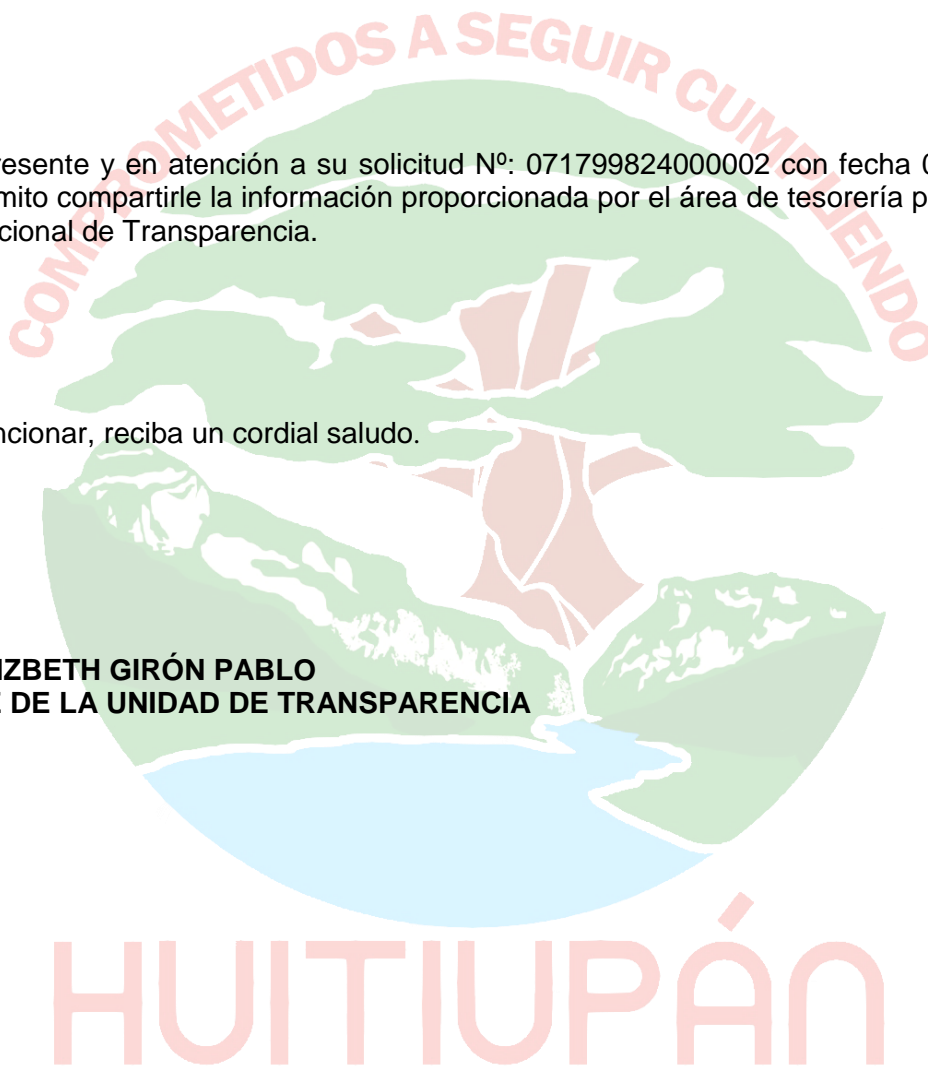 COMPROMETIDOS A SEGUIR CUMPLIENDO
resente y en atención a su solicitud Nº: 071799824000002 con fecha
mito compartirle la información proporcionada por el área de tesorería p
cional de Transparencia.
ncionar, reciba un cordial saludo.
IZBETH GIRÓN PABLO
E DE LA UNIDAD DE TRANSPARENCIA
HUITIUPÁN